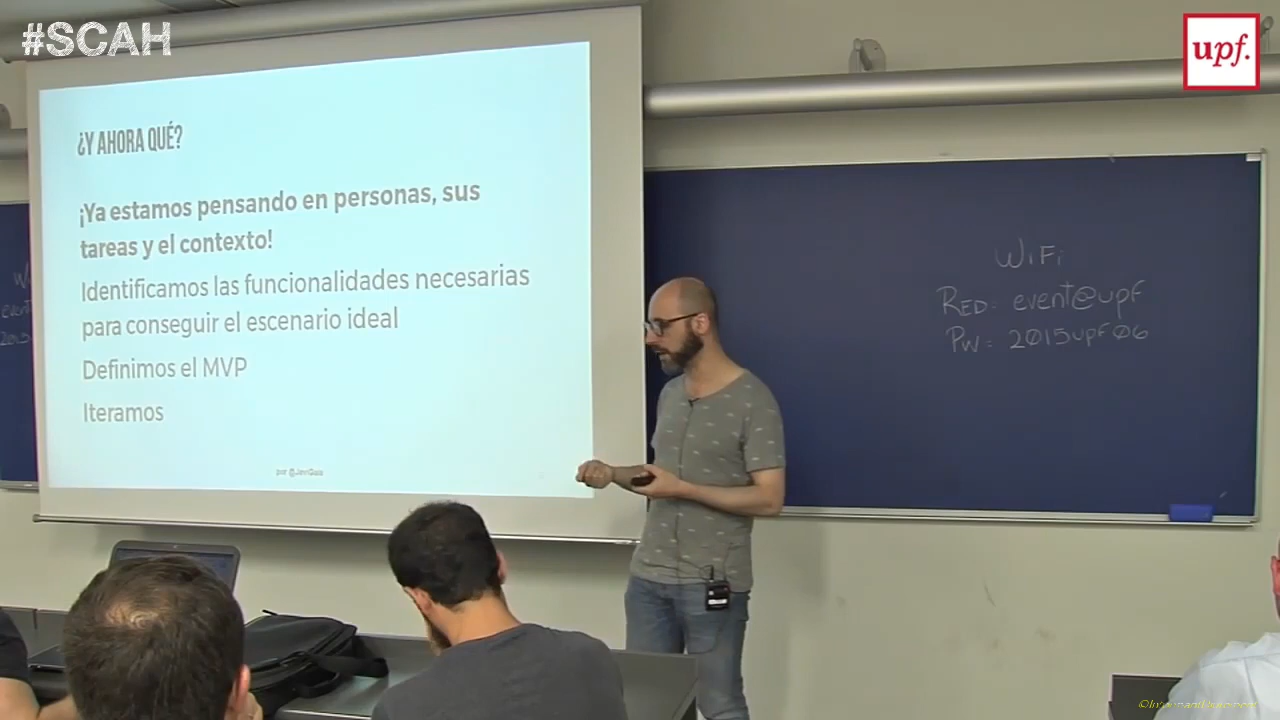 #SCAH
upf.
¿Y AHORA QUÉ?
¡Ya estamos pensando en personas, sus
tareas y el contexto!
Identificamos las funcionalidades necesarias
para conseguir el escenario ideal
Definimos el MVP
Iteramos
WiFi
RED: event@upf
PW: 2015upf06